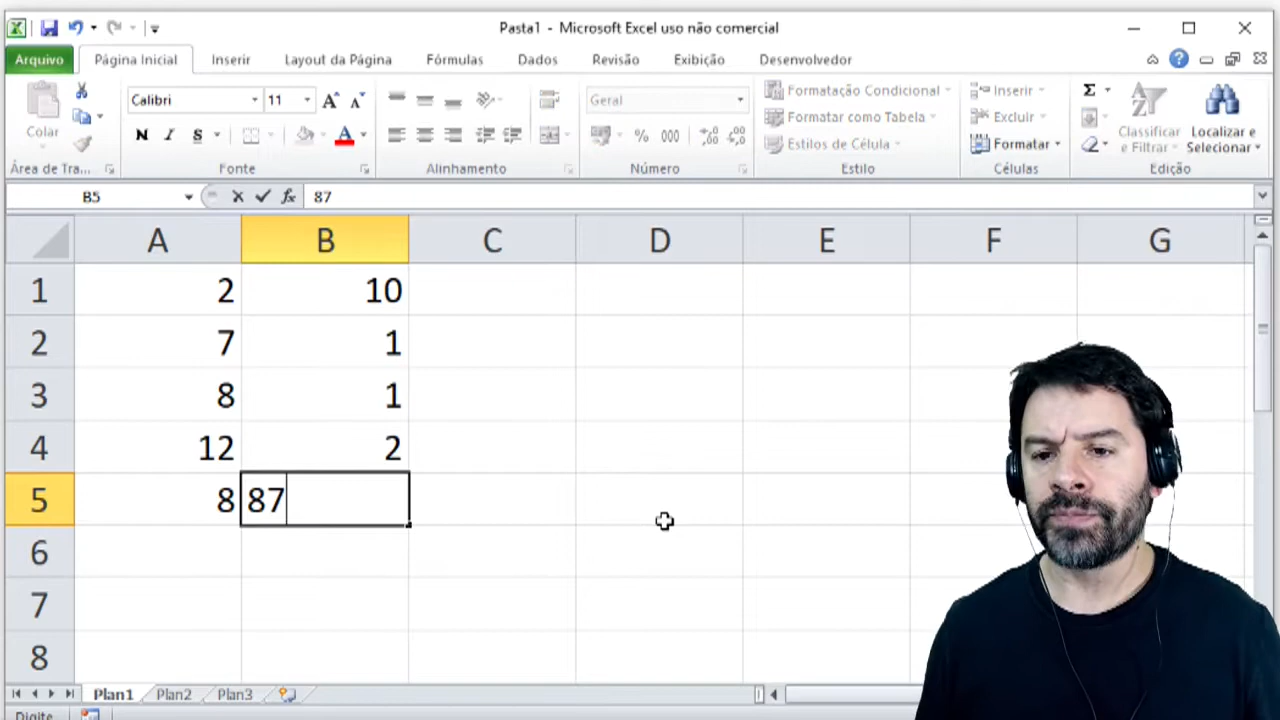 Pasta1 - Microsoft Excel uso não comercial
Arquivo Página Inicial Inserir Layout da Página Fórmulas Dados Revisão Exibição Desenvolvedor
Colar
Calibri 11 A A
N I S A
Geral
% 000 ,00 ,00
Formatação Condicional
Formatar como Tabela
Estilos de Célula
Inserir
Excluir
Formatar
Σ
Classificar e Filtrar
Localizar e Selecionar
Área de Tra... Fonte Alinhamento Número Estilo Células Edição
B5 fx 87
A B C D E F G
1 2 10
2 7 1
3 8 1
4 12 2
5 8 87
6
7
8
Plan1 Plan2 Plan3
Digite